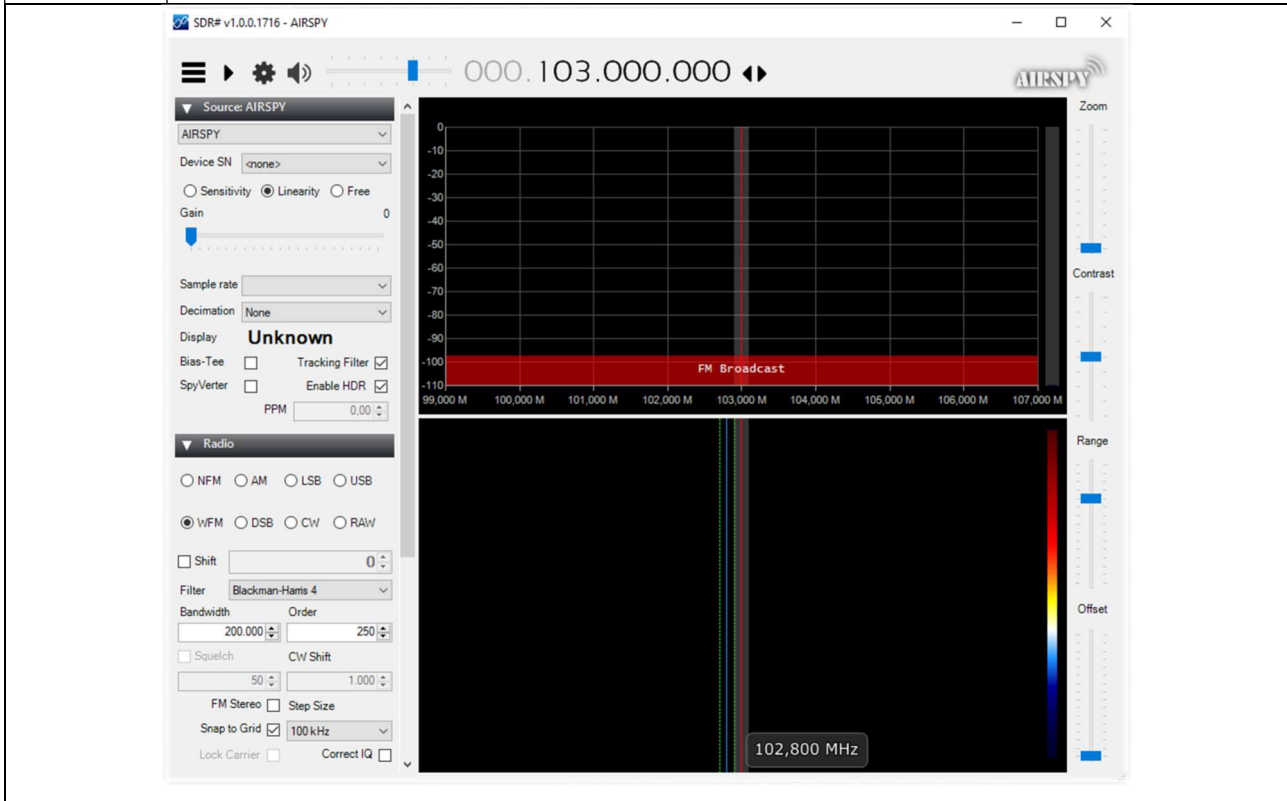 SDR# v1.0.0.1716 - AIRSPY
000.103.000.000
AIRSPY
Source: AIRSPY
AIRSPY
Device SN <none>
Sensitivity Linearity Free
Gain 0
Sample rate
Decimation None
Display Unknown
Bias-Tee Tracking Filter
SpyVerter Enable HDR
PPM 0,00
Radio
NFM AM LSB USB
WFM DSB CW RAW
Shift 0
Filter Blackman-Harris 4
Bandwidth Order
200.000 250
Squelch CW Shift
50 1.000
FM Stereo Step Size
Snap to Grid 100 kHz
Lock Carrier Correct IQ
0
-10
-20
-30
-40
-50
-60
-70
-80
-90
-100
-110
FM Broadcast
99,000 M 100,000 M 101,000 M 102,000 M 103,000 M 104,000 M 105,000 M 106,000 M 107,000 M
102,800 MHz
Zoom
Contrast
Range
Offset